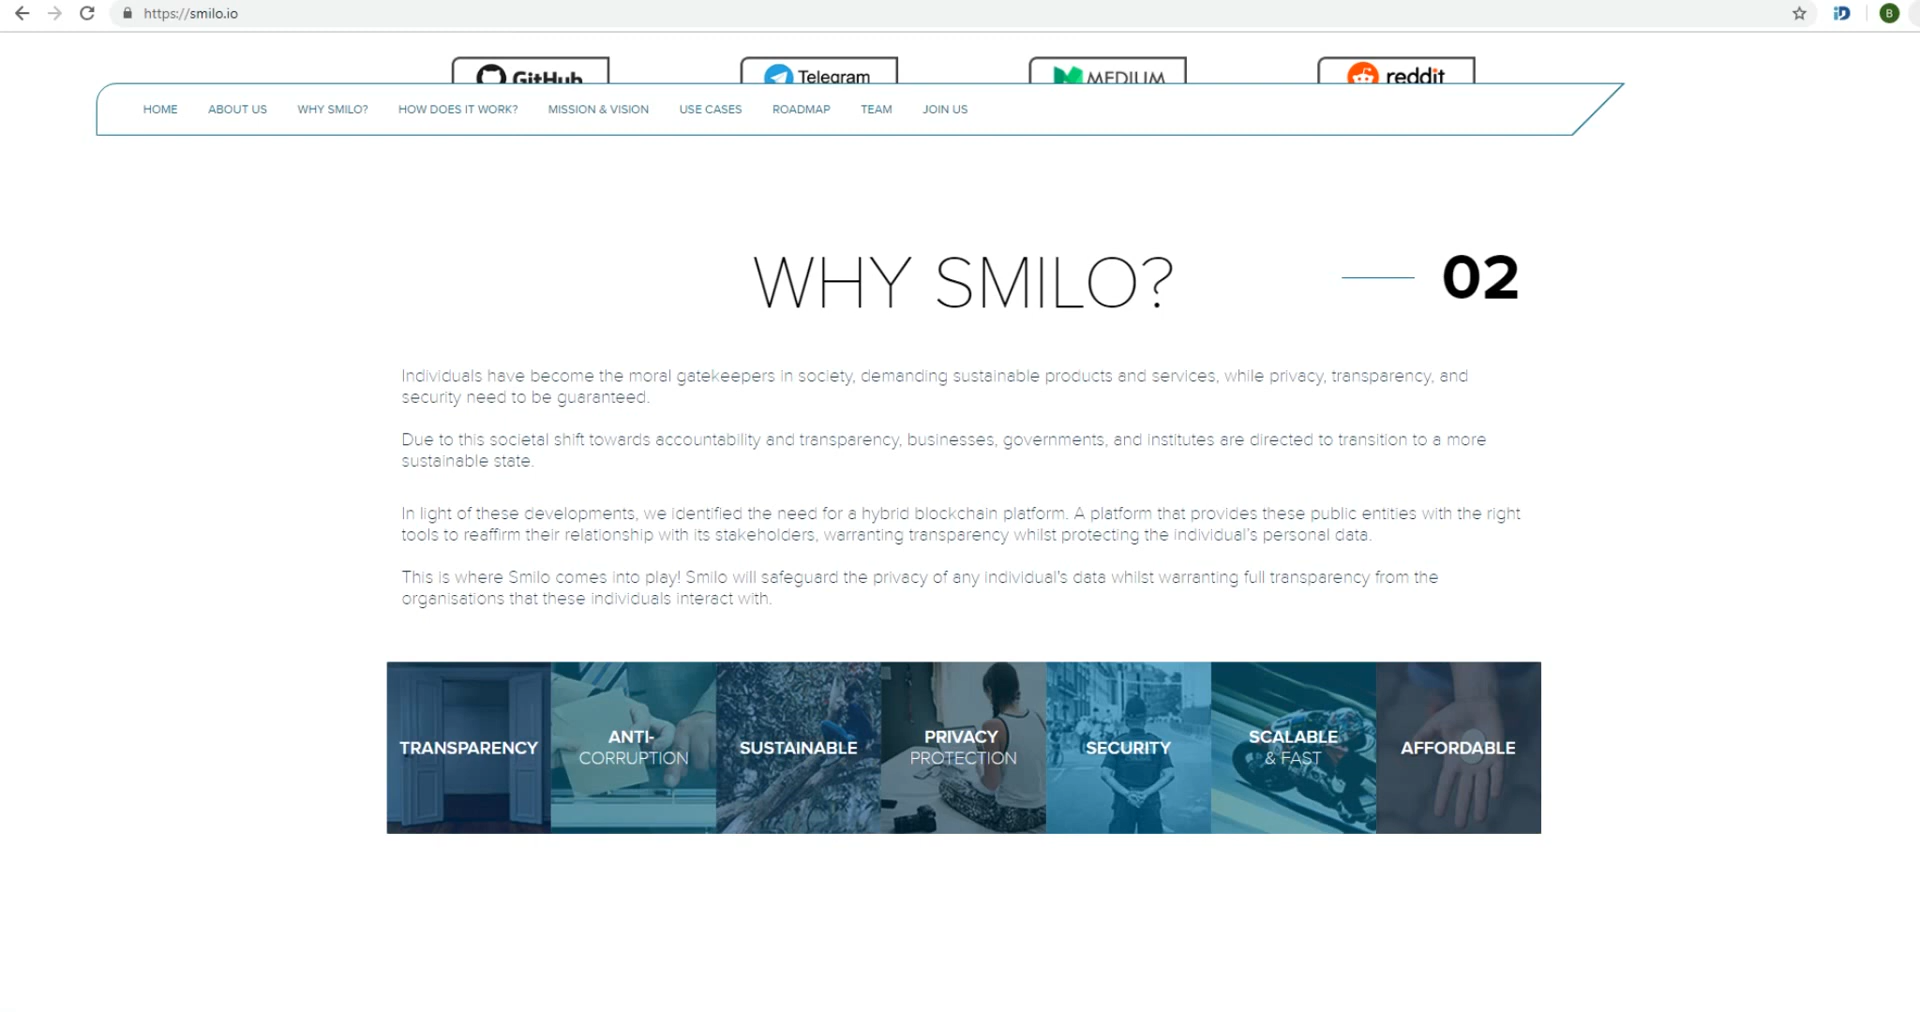 https://smilo.io
B
GitHub
Telegram
MEDIUM
reddit
HOME
ABOUT US
WHY SMILO?
HOW DOES IT WORK?
MISSION & VISION
USE CASES
ROADMAP
TEAM
JOIN US
WHY SMILO?
02
Individuals have become the moral gatekeepers in society, demanding sustainable products and services, while privacy, transparency, and
security need to be guaranteed.
Due to this societal shift towards accountability and transparency, businesses, governments, and institutes are directed to transition to a more
sustainable state.
In light of these developments, we identified the need for a hybrid blockchain platform. A platform that provides these public entities with the right
tools to reaffirm their relationship with its stakeholders, warranting transparency whilst protecting the individual's personal data.
This is where Smilo comes into play! Smilo will safeguard the privacy of any individual's data whilst warranting full transparency from the
organisations that these individuals interact with.
TRANSPARENCY
ANTI-
CORRUPTION
SUSTAINABLE
PRIVACY
PROTECTION
SECURITY
SCALABLE
& FAST
AFFORDABLE